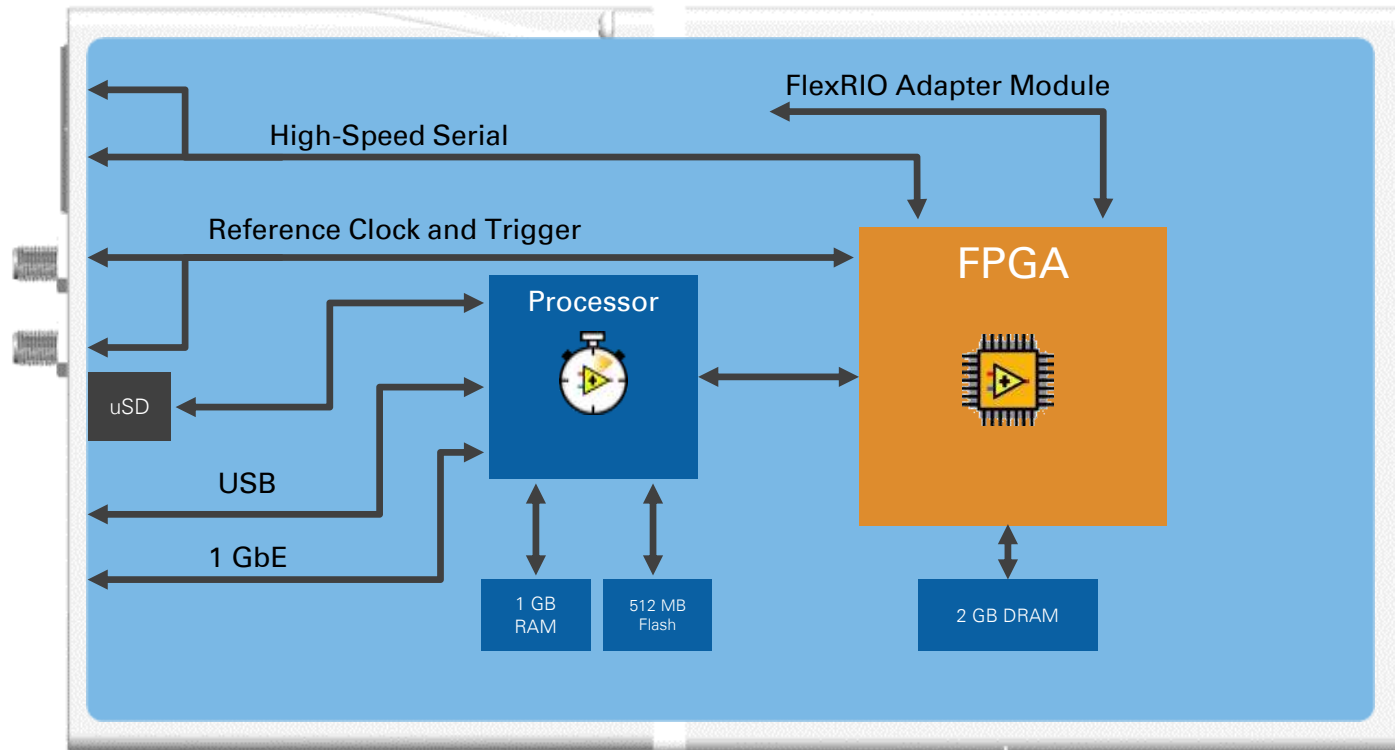 FlexRIO Adapter Module
High-Speed Serial
Reference Clock and Trigger
FPGA
Processor
uSD
USB
1 GbE
1 GB
RAM
512 MB
Flash
2 GB DRAM